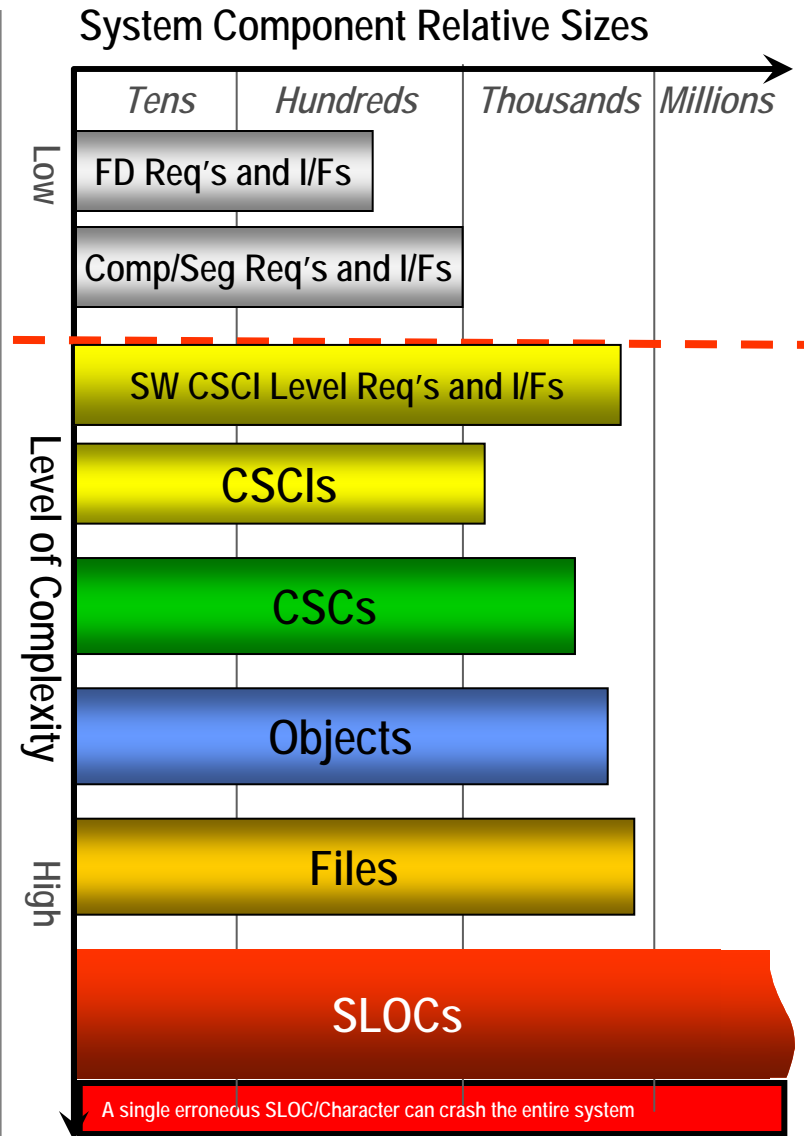 System Component Relative Sizes
Tens Hundreds Thousands Millions
Low
FD Req's and I/Fs
Comp/Seg Req's and I/Fs
SW CSCI Level Req's and I/Fs
Level of Complexity
CSCIs
CSCs
Objects
High
Files
SLOCs
A single erroneous SLOC/Character can crash the entire system